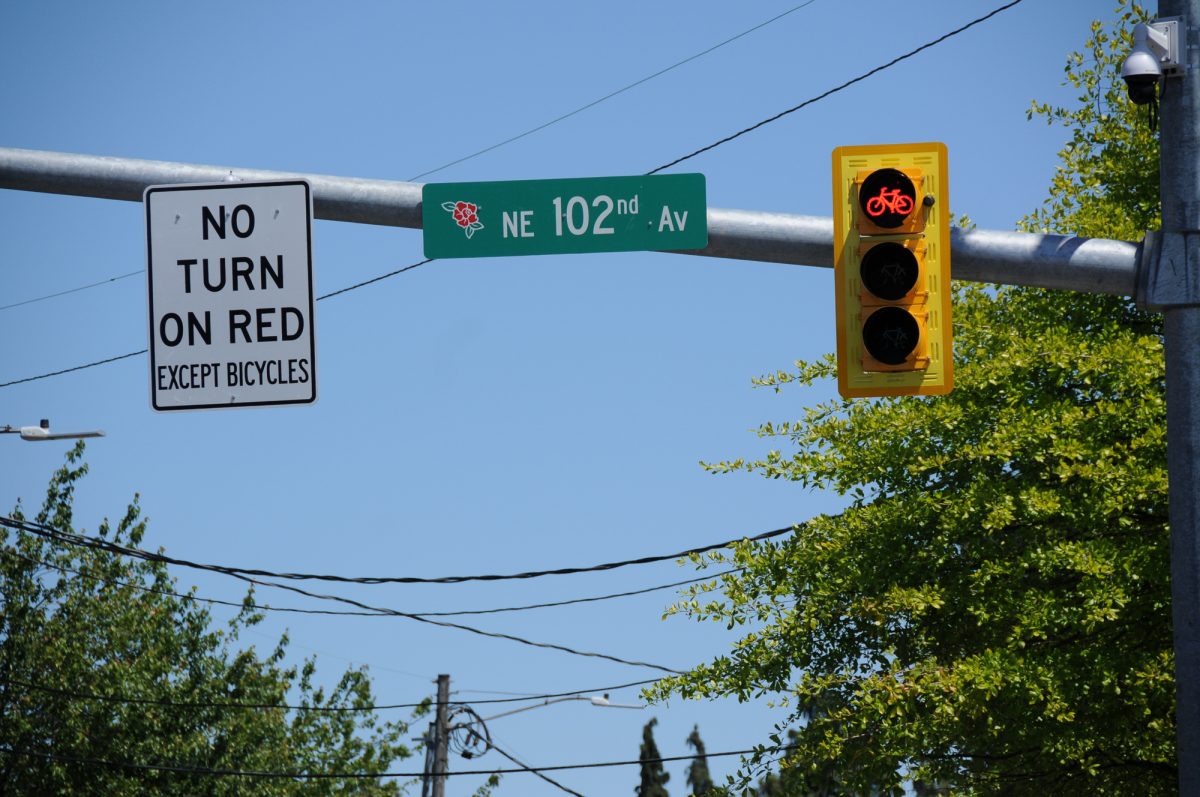 NO
TURN
ON RED
EXCEPT BICYCLES
NE 102nd Av